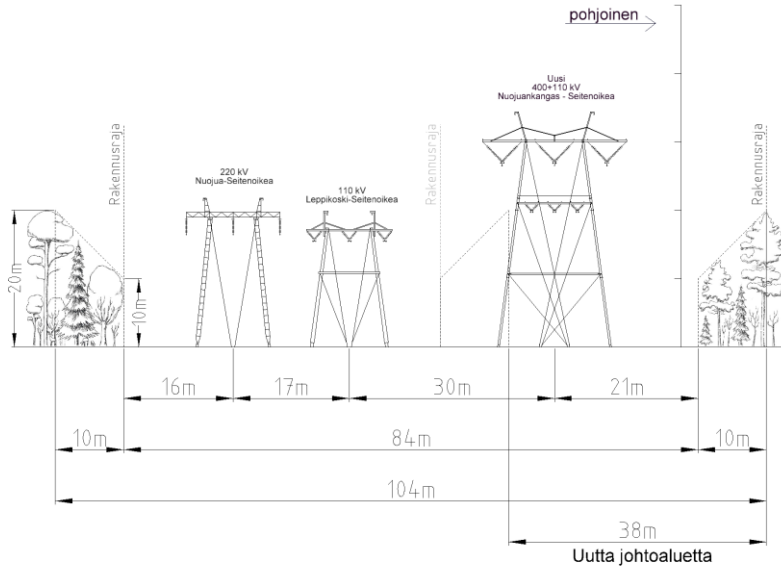 pohjoinen
Uusi
400+110 kV
Nuojuankangas - Seitenoikea
220 kV
Nuojua-Seitenoikea
110 kV
Leppikoski-Seitenoikea
Rakennusraja
Rakennusraja
Rakennusraja
20m
10m
16m
17m
30m
21m
10m
84m
10m
104m
38m
Uutta johtoaluetta